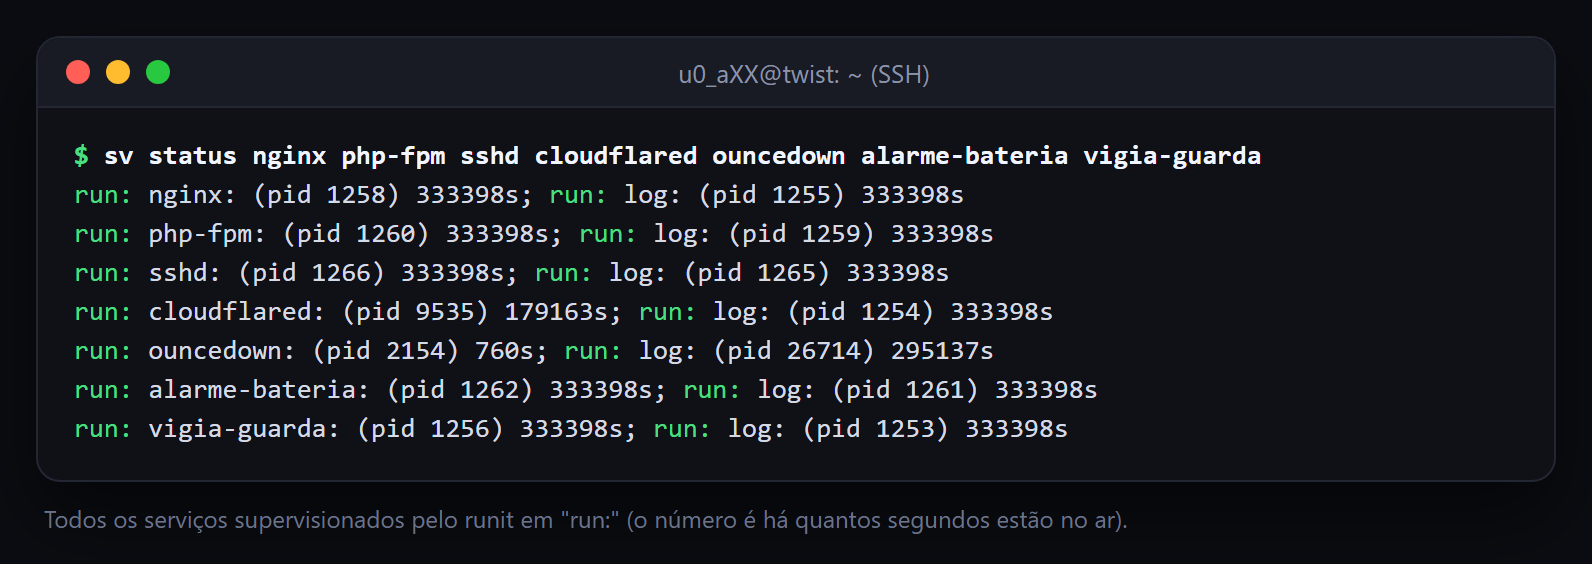 u0_aXX@twist: ~ (SSH)
$ sv status nginx php-fpm sshd cloudflared ouncedown alarme-bateria vigia-guarda
run: nginx: (pid 1258) 333398s; run: log: (pid 1255) 333398s
run: php-fpm: (pid 1260) 333398s; run: log: (pid 1259) 333398s
run: sshd: (pid 1266) 333398s; run: log: (pid 1265) 333398s
run: cloudflared: (pid 9535) 179163s; run: log: (pid 1254) 333398s
run: ouncedown: (pid 2154) 760s; run: log: (pid 26714) 295137s
run: alarme-bateria: (pid 1262) 333398s; run: log: (pid 1261) 333398s
run: vigia-guarda: (pid 1256) 333398s; run: log: (pid 1253) 333398s
Todos os serviços supervisionados pelo runit em "run:" (o número é há quantos segundos estão no ar).